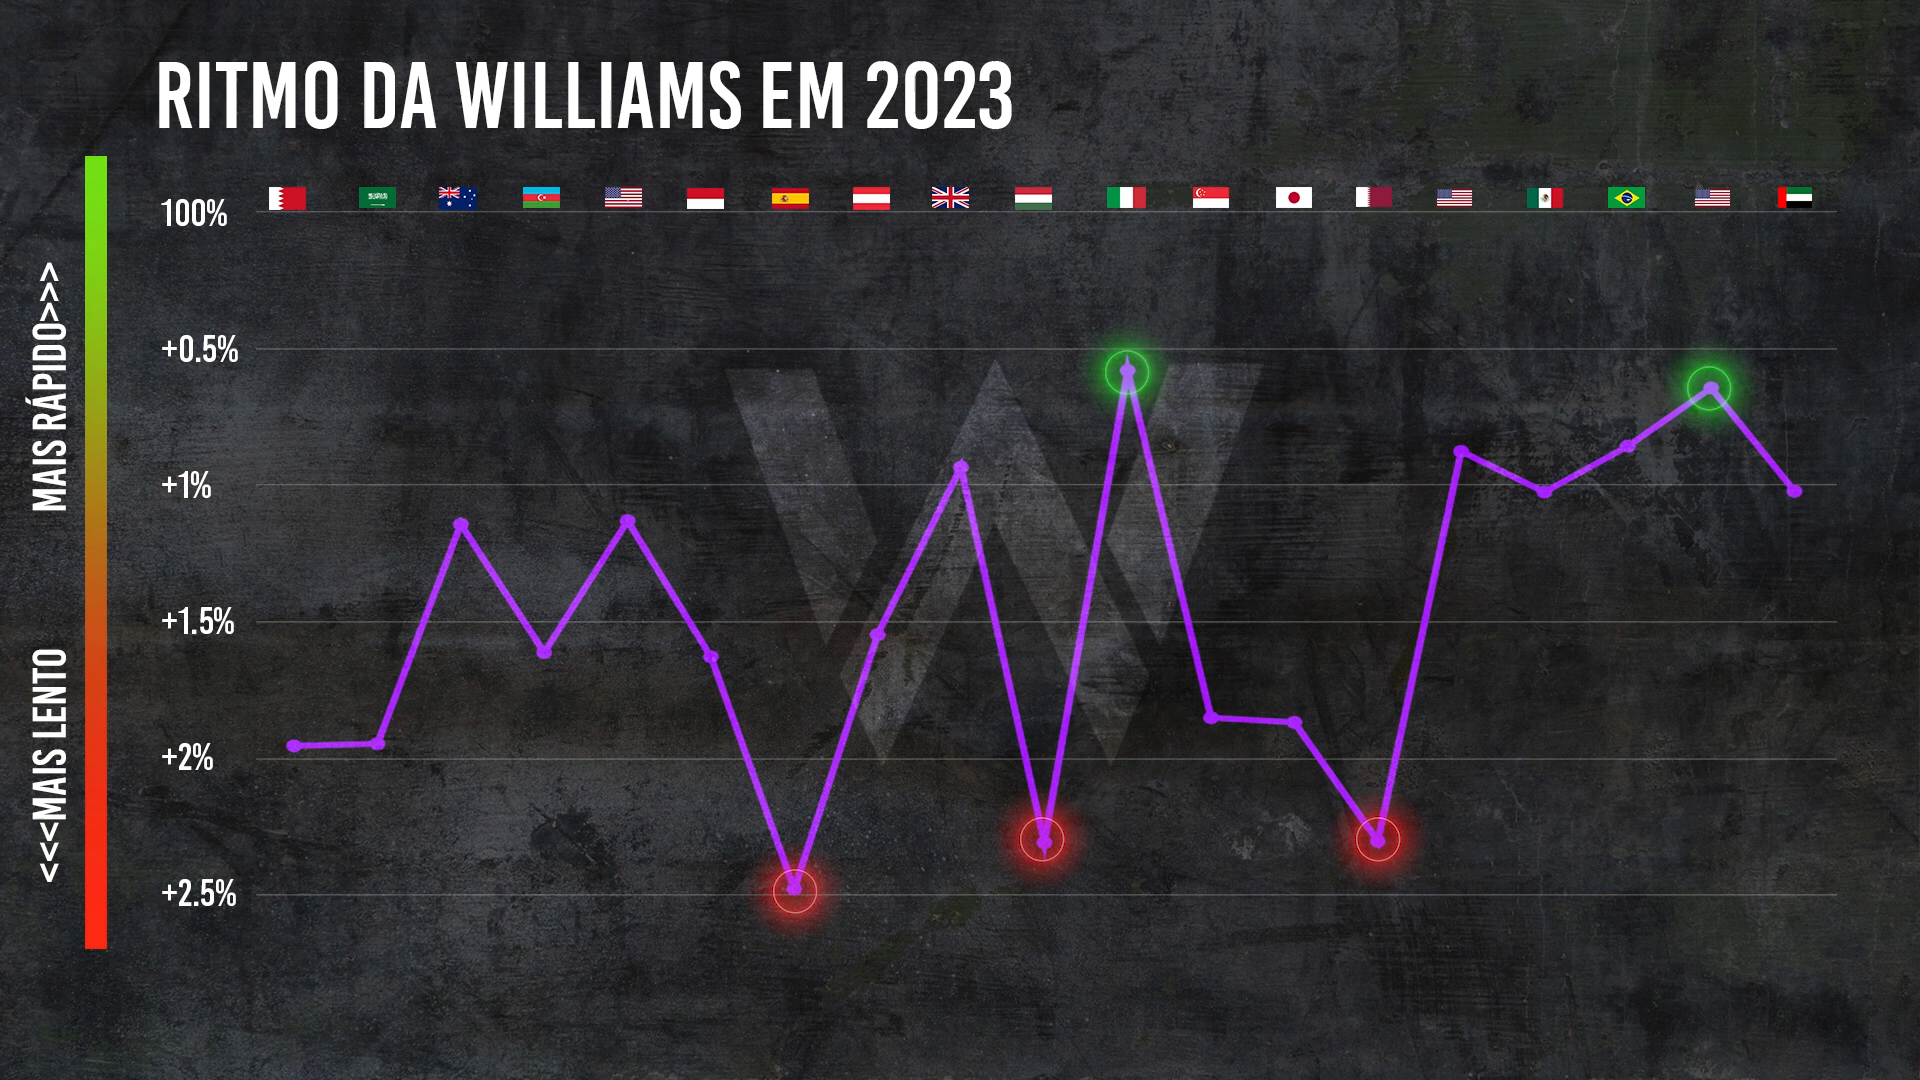 RITMO DA WILLIAMS EM 2023
100%
+0.5%
+1%
+1.5%
+2%
+2.5%
MAIS RÁPIDO>>>
<<<MAIS LENTO